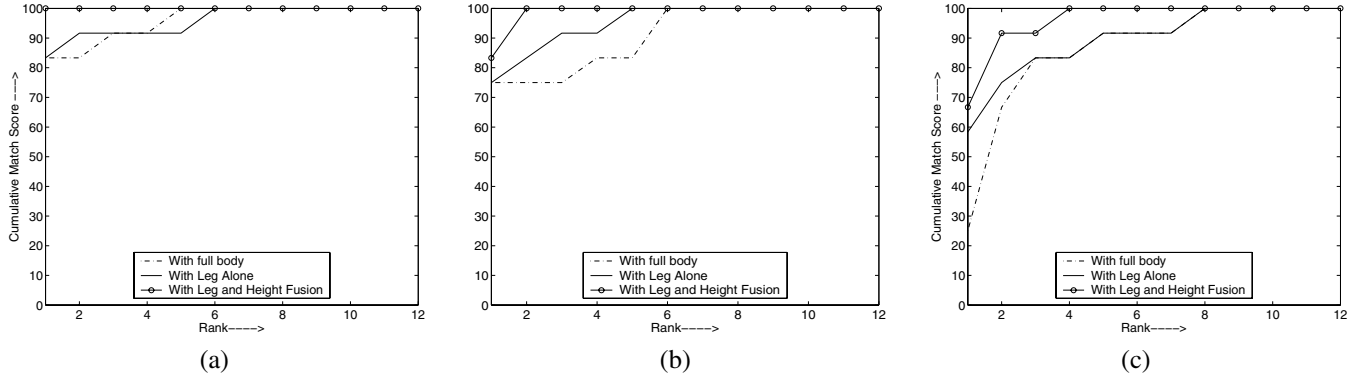 100
90
80
70
60
50
40
30
20
10
0
Cumulative Match Score --->
With full body
With Leg Alone
With Leg and Height Fusion
2 4 6 8 10 12
Rank---->
(a)
100
90
80
70
60
50
40
30
20
10
0
With full body
With Leg Alone
With Leg and Height Fusion
2 4 6 8 10 12
Rank---->
(b)
100
90
80
70
60
50
40
30
20
10
0
Cumulative Match Score --->
With full body
With Leg Alone
With Leg and Height Fusion
2 4 6 8 10 12
Rank---->
(c)